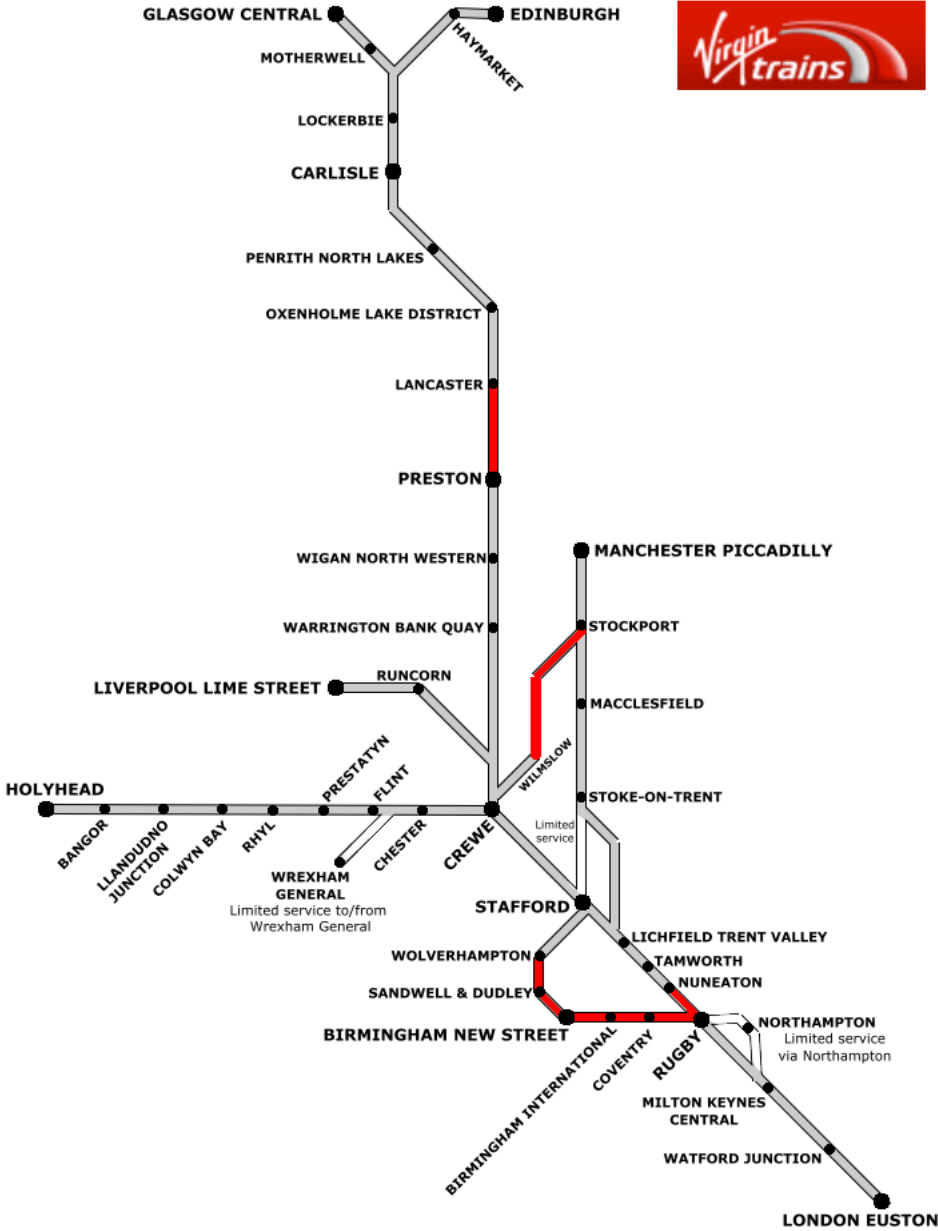 GLASGOW CENTRAL
EDINBURGH
Virgin
trains
MOTHERWELL
HAYMARKET
LOCKERBIE
CARLISLE
PENRITH NORTH LAKES
OXENHOLME LAKE DISTRICT
LANCASTER
PRESTON
MANCHESTER PICCADILLY
WIGAN NORTH WESTERN
WARRINGTON BANK QUAY
STOCKPORT
RUNCORN
LIVERPOOL LIME STREET
MACCLESFIELD
WILMSLOW
HOLYHEAD
PRESTATYN
FLINT
STOKE-ON-TRENT
BANGOR
LLANDUDNO
JUNCTION
COLWYN BAY
RHYL
CHESTER
CREWE
Limited
service
WREXHAM
GENERAL
Limited service to/from
Wrexham General
STAFFORD
LICHFIELD TRENT VALLEY
WOLVERHAMPTON
TAMWORTH
NUNEATON
SANDWELL & DUDLEY
BIRMINGHAM NEW STREET
BIRMINGHAM INTERNATIONAL
COVENTRY
RUGBY
NORTHAMPTON
Limited service
via Northampton
MILTON KEYNES
CENTRAL
WATFORD JUNCTION
LONDON EUSTON